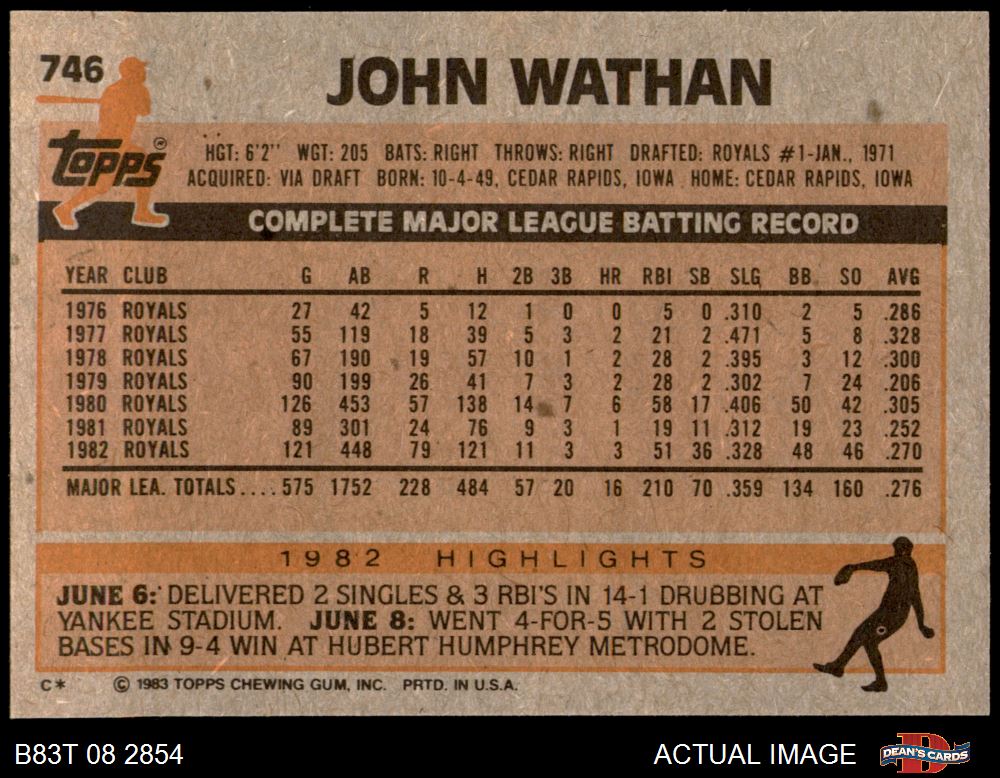 746
JOHN WATHAN
Topps®
HGT: 6'2'' WGT: 205 BATS: RIGHT THROWS: RIGHT DRAFTED: ROYALS #1-JAN., 1971
ACQUIRED: VIA DRAFT BORN: 10-4-49, CEDAR RAPIDS, IOWA HOME: CEDAR RAPIDS, IOWA
COMPLETE MAJOR LEAGUE BATTING RECORD
YEAR CLUB G AB R H 2B 3B HR RBI SB SLG BB SO AVG
1976 ROYALS 27 42 5 12 1 0 0 5 0 .310 2 5 .286
1977 ROYALS 55 119 18 39 5 3 2 21 2 .471 5 8 .328
1978 ROYALS 67 190 19 57 10 1 2 28 2 .395 3 12 .300
1979 ROYALS 90 199 26 41 7 3 2 28 2 .302 7 24 .206
1980 ROYALS 126 453 57 138 14 7 6 58 17 .406 50 42 .305
1981 ROYALS 89 301 24 76 9 3 1 19 11 .312 19 23 .252
1982 ROYALS 121 448 79 121 11 3 3 51 36 .328 48 46 .270
MAJOR LEA. TOTALS.... 575 1752 228 484 57 20 16 210 70 .359 134 160 .276
1982 HIGHLIGHTS
JUNE 6: DELIVERED 2 SINGLES & 3 RBI'S IN 14-1 DRUBBING AT
YANKEE STADIUM. JUNE 8: WENT 4-FOR-5 WITH 2 STOLEN
BASES IN 9-4 WIN AT HUBERT HUMPHREY METRODOME.
C* © 1983 TOPPS CHEWING GUM, INC. PRTD. IN U.S.A.
B83T 08 2854
ACTUAL IMAGE
DEAN'S CARDS